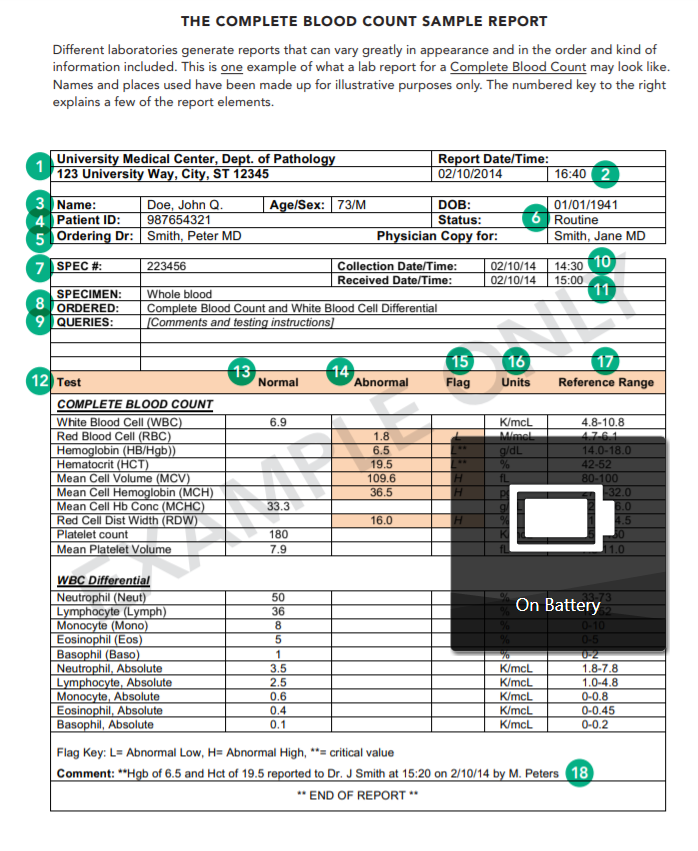 THE COMPLETE BLOOD COUNT SAMPLE REPORT
Different laboratories generate reports that can vary greatly in appearance and in the order and kind of
information included. This is one example of what a lab report for a Complete Blood Count may look like.
Names and places used have been made up for illustrative purposes only. The numbered key to the right
explains a few of the report elements.
1 University Medical Center, Dept. of Pathology Report Date/Time:
123 University Way, City, ST 12345 02/10/2014 16:40 2
3 Name: Doe, John Q. Age/Sex: 73/M DOB: 01/01/1941
4 Patient ID: 987654321 Status: 6 Routine
5 Ordering Dr: Smith, Peter MD Physician Copy for: Smith, Jane MD
7 SPEC #: 223456 Collection Date/Time: 02/10/14 14:30 10
Received Date/Time: 02/10/14 15:00 11
SPECIMEN: Whole blood
8 ORDERED: Complete Blood Count and White Blood Cell Differential
9 QUERIES: [Comments and testing instructions]
12 Test 13 Normal 14 Abnormal 15 Flag 16 Units 17 Reference Range
COMPLETE BLOOD COUNT
White Blood Cell (WBC) 6.9 K/mcL 4.8-10.8
Red Blood Cell (RBC) 1.8 L M/mcL 4.7-6.1
Hemoglobin (HB/Hgb)) 6.5 L** g/dL 14.0-18.0
Hematocrit (HCT) 19.5 L** % 42-52
Mean Cell Volume (MCV) 109.6 H fL 80-100
Mean Cell Hemoglobin (MCH) 36.5 H -32.0
Mean Cell Hb Conc (MCHC) 33.3 6.0
Red Cell Dist Width (RDW) 16.0 H % 4.5
Platelet count 180
Mean Platelet Volume 7.9 fL 11.0
WBC Differential
Neutrophil (Neut) 50 % 33-73
Lymphocyte (Lymph) 36 %
Monocyte (Mono) 8 % 0-10
Eosinophil (Eos) 5 % 0-5
Basophil (Baso) 1 % 0-2
Neutrophil, Absolute 3.5 K/mcL 1.8-7.8
Lymphocyte, Absolute 2.5 K/mcL 1.0-4.8
Monocyte, Absolute 0.6 K/mcL 0-0.8
Eosinophil, Absolute 0.4 K/mcL 0-0.45
Basophil, Absolute 0.1 K/mcL 0-0.2
Flag Key: L= Abnormal Low, H= Abnormal High, **= critical value
Comment: **Hgb of 6.5 and Hct of 19.5 reported to Dr. J Smith at 15:20 on 2/10/14 by M. Peters 18
** END OF REPORT **
EXAMPLE ONLY
On Battery